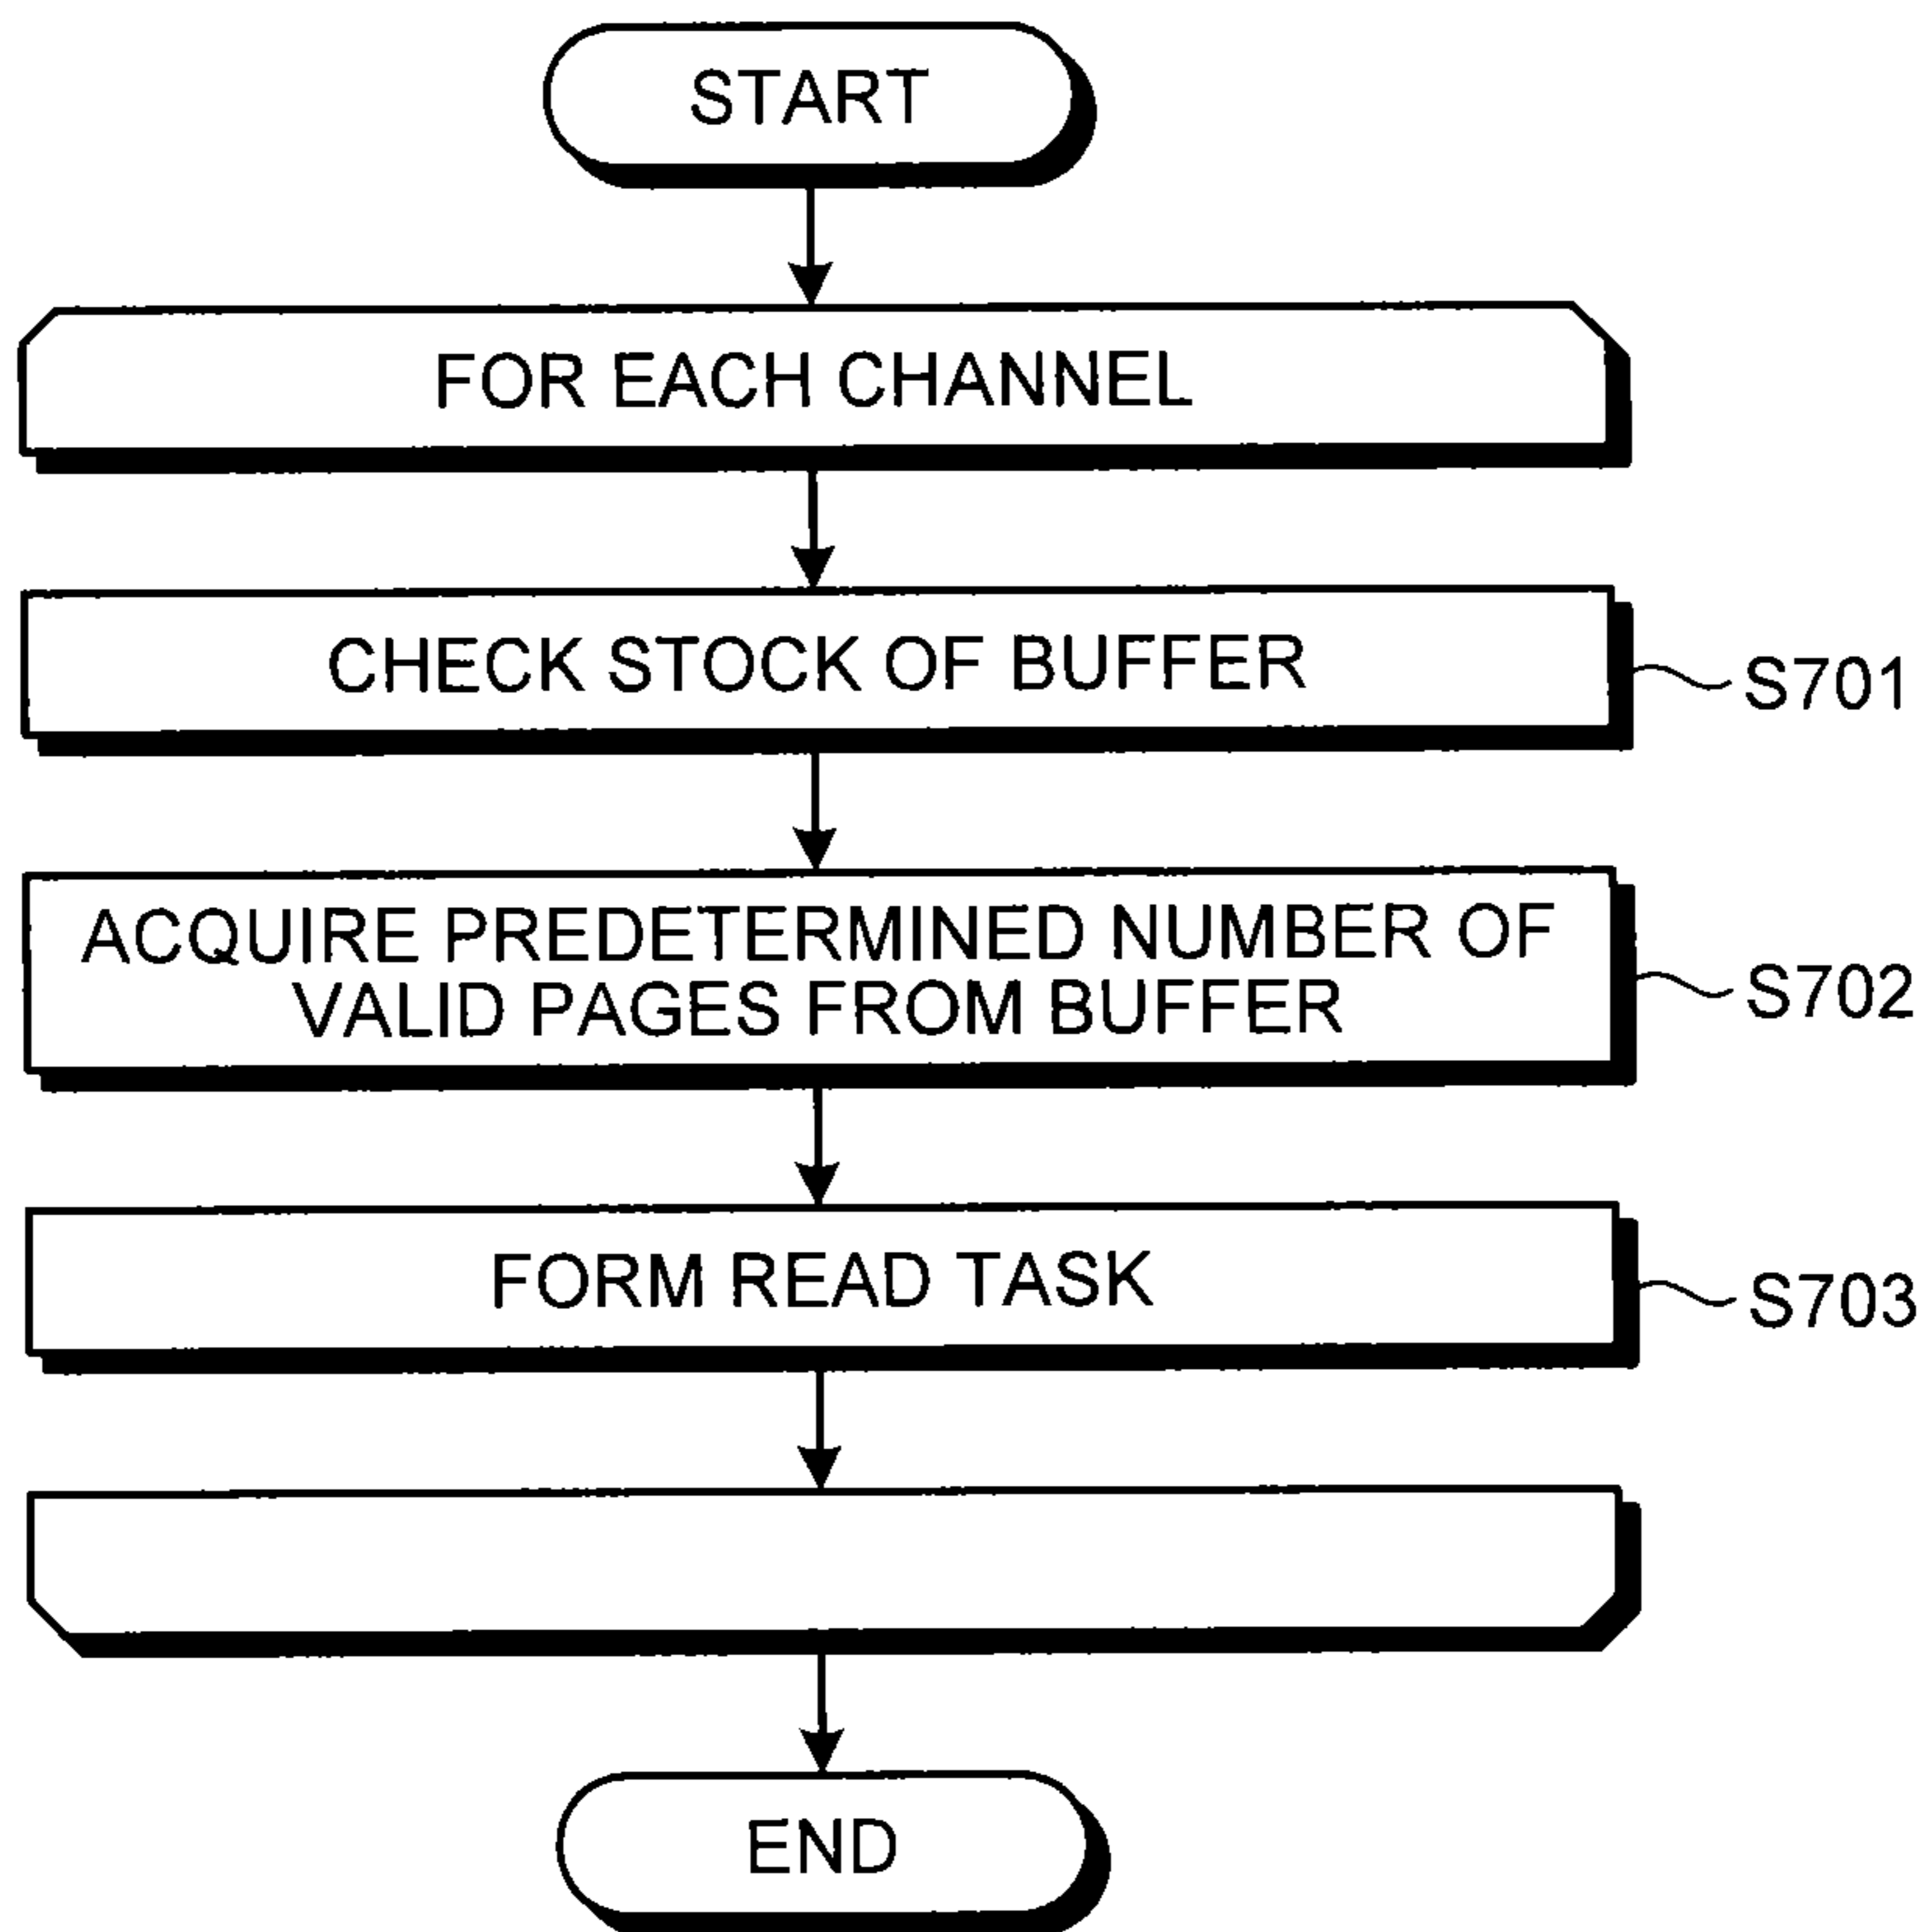 START
FOR EACH CHANNEL
CHECK STOCK OF BUFFER
S701
ACQUIRE PREDETERMINED NUMBER OF
VALID PAGES FROM BUFFER
S702
FORM READ TASK
S703
END